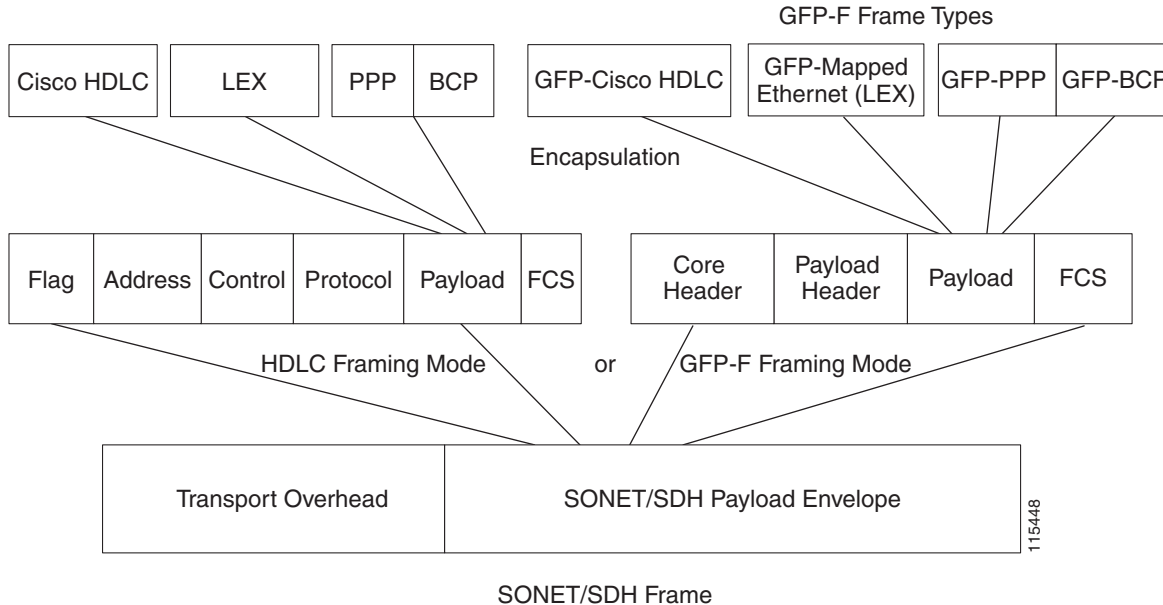 GFP-F Frame Types
Cisco HDLC
LEX
PPP
BCP
GFP-Cisco HDLC
GFP-Mapped
Ethernet (LEX)
GFP-PPP
GFP-BCP
Encapsulation
Flag
Address
Control
Protocol
Payload
FCS
Core
Header
Payload
Header
Payload
FCS
HDLC Framing Mode
or
GFP-F Framing Mode
Transport Overhead
SONET/SDH Payload Envelope
115448
SONET/SDH Frame